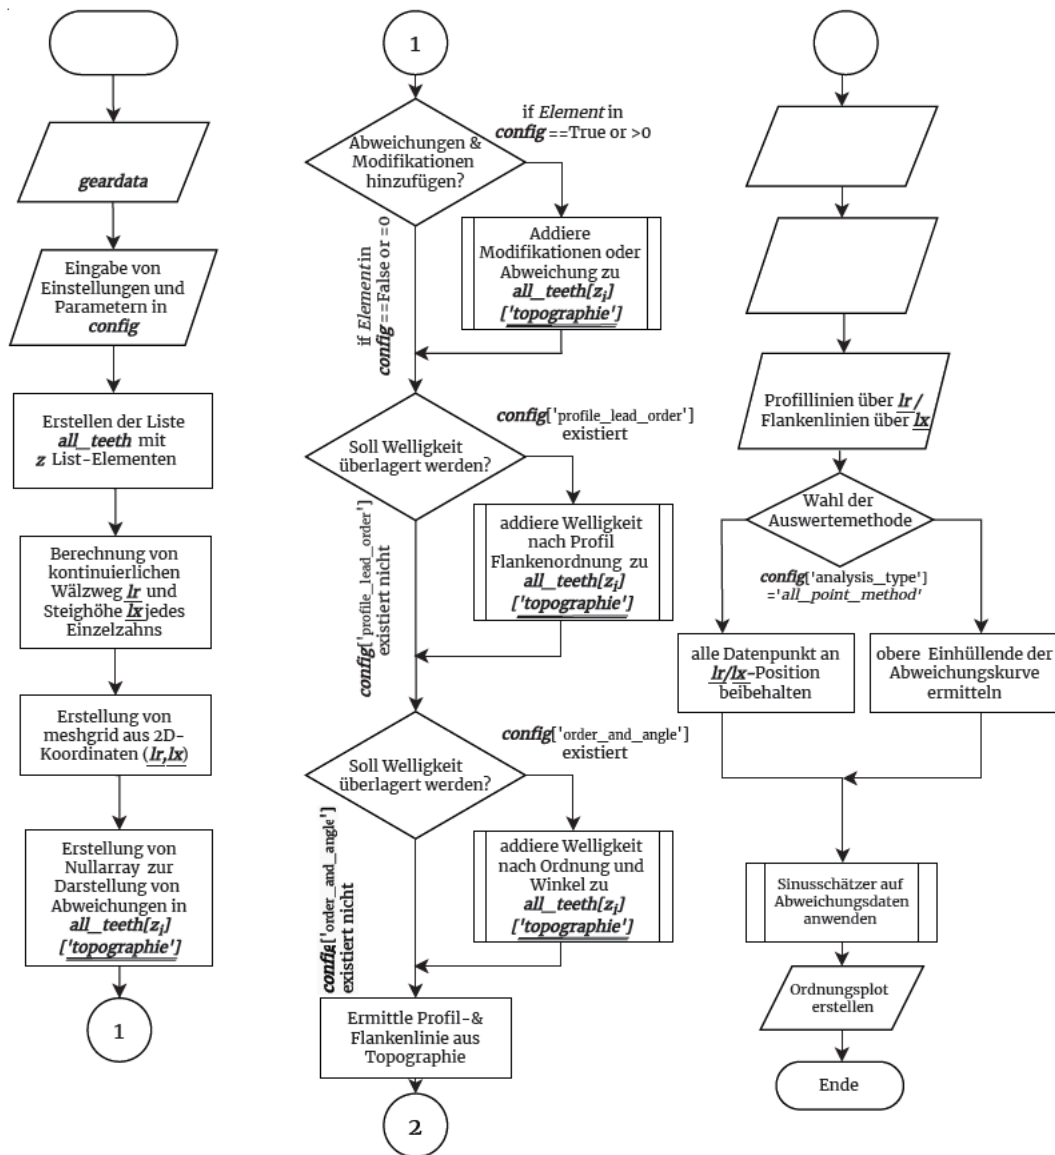 geardata
Eingabe von
Einstellungen und
Parametern in
config
Erstellen der Liste
all_teeth mit
z List-Elementen
Berechnung von
kontinuierlichen
Wälzweg lr und
Steighöhe lx jedes
Einzelzahns
Erstellung von
meshgrid aus 2D-
Koordinaten (lr,lx)
Erstellung von
Nullarray zur
Darstellung von
Abweichungen in
all_teeth[zi]
['topographie']
1
1
Abweichungen &
Modifikationen
hinzufügen?
if Element in
config ==True or >0
if Element in
config ==False or =0
Addiere
Modifikationen oder
Abweichung zu
all_teeth[zi]
['topographie']
Soll Welligkeit
überlagert werden?
config['profile_lead_order']
existiert
config['profile_lead_order']
existiert nicht
addiere Welligkeit
nach Profil
Flankenordnung zu
all_teeth[zi]
['topographie']
Soll Welligkeit
überlagert werden?
config['order_and_angle']
existiert
config['order_and_angle']
existiert nicht
addiere Welligkeit
nach Ordnung und
Winkel zu
all_teeth[zi]
['topographie']
Ermittle Profil-&
Flankenlinie aus
Topographie
2
Profillinien über lr/
Flankenlinien über lx
Wahl der
Auswertemethode
config['analysis_type']
='all_point_method'
alle Datenpunkt an
lr/lx-Position
beibehalten
obere Einhüllende der
Abweichungskurve
ermitteln
Sinusschätzer auf
Abweichungsdaten
anwenden
Ordnungsplot
erstellen
Ende